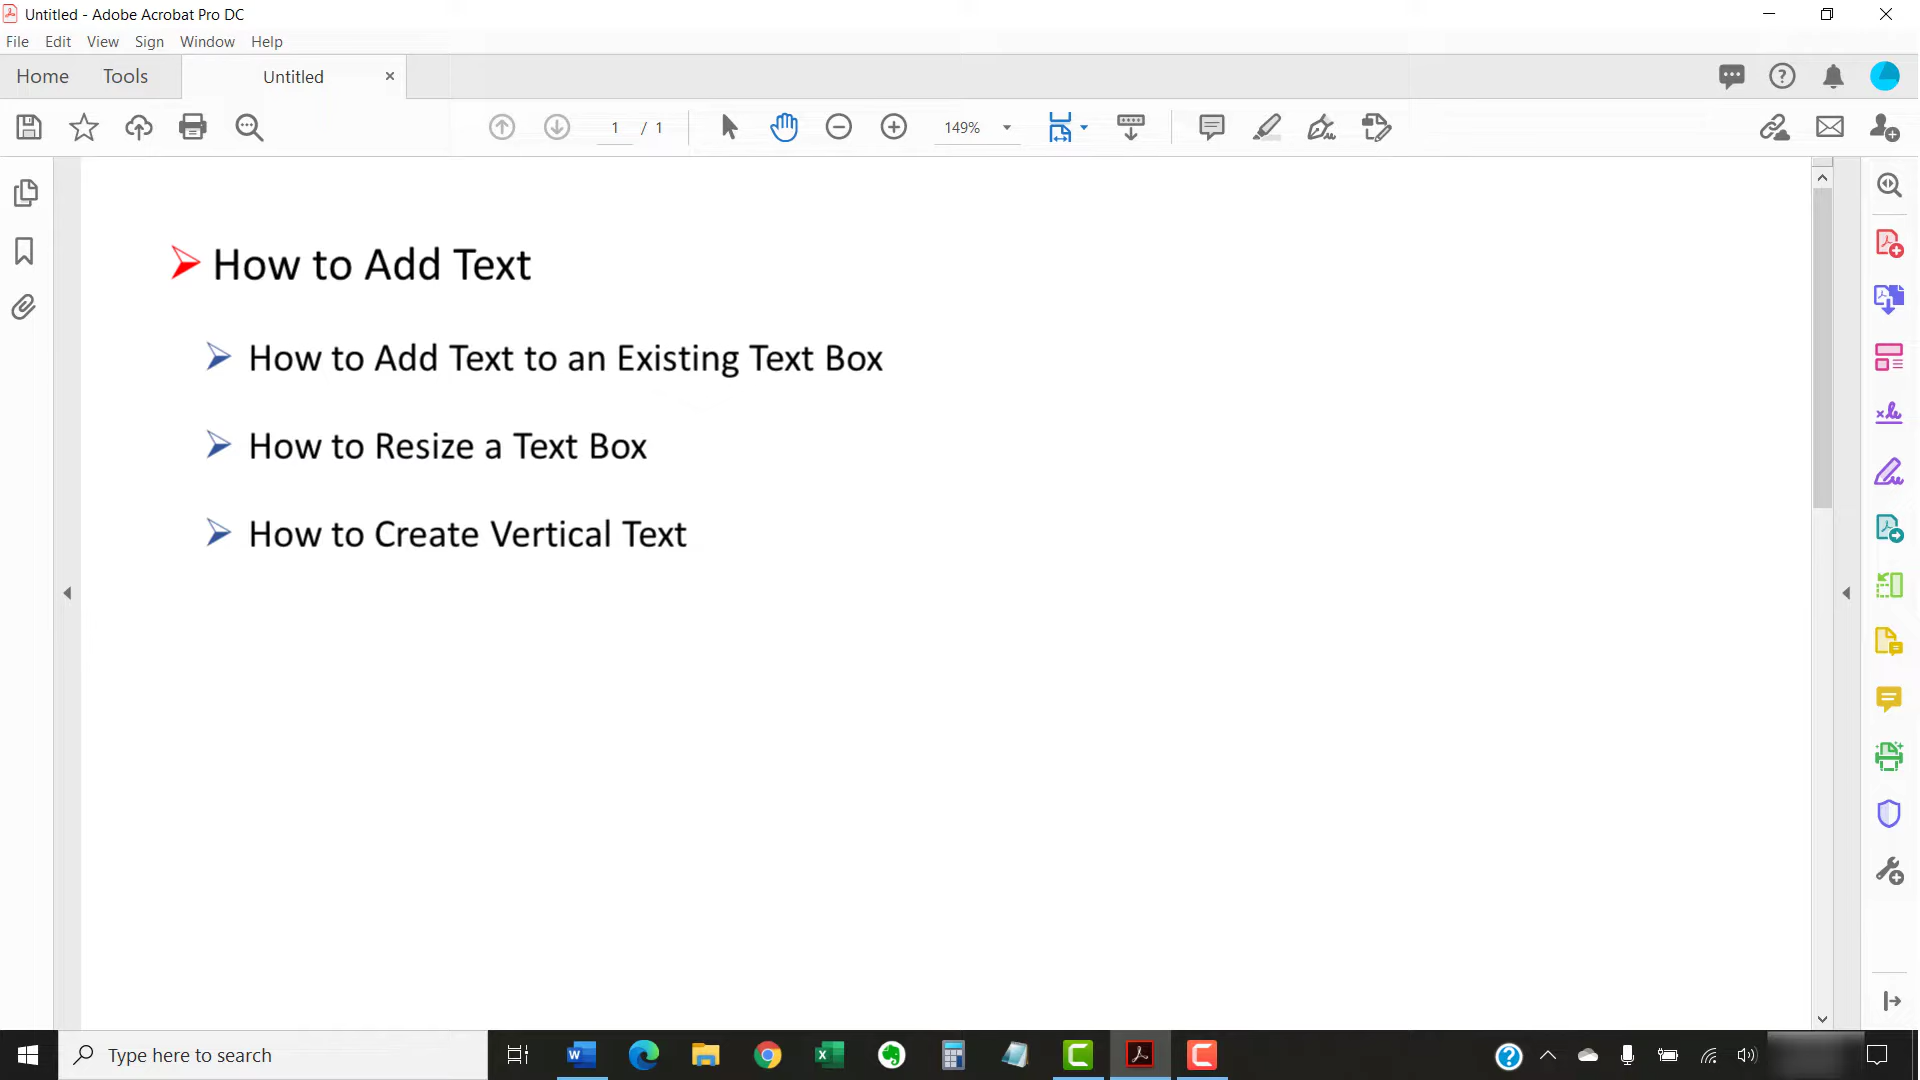 Untitled - Adobe Acrobat Pro DC
File Edit View Sign Window Help
Home Tools Untitled
1 / 1 149%
How to Add Text
How to Add Text to an Existing Text Box
How to Resize a Text Box
How to Create Vertical Text
Type here to search